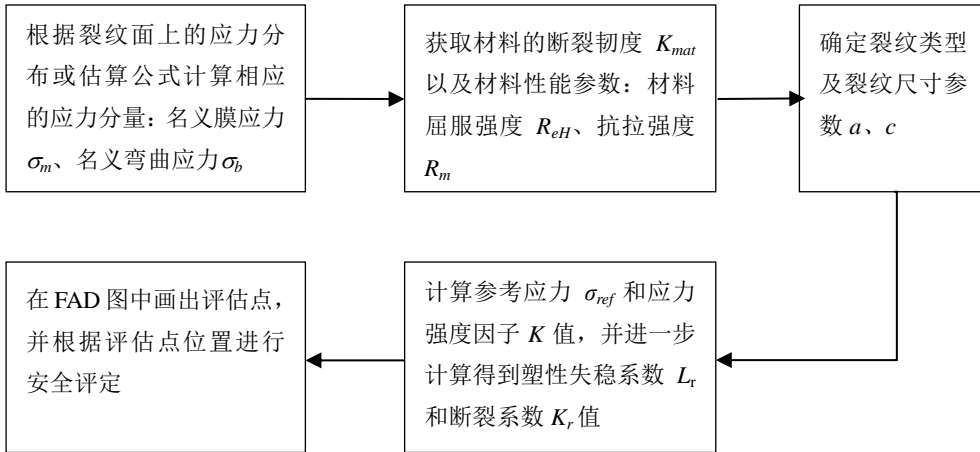 根据裂纹面上的应力分
布或估算公式计算相应
的应力分量：名义膜应力
σm、名义弯曲应力σb
获取材料的断裂韧度 Kmat
以及材料性能参数：材料
屈服强度 ReH、抗拉强度
Rm
确定裂纹类型
及裂纹尺寸参
数 a、c
在 FAD 图中画出评估点，
并根据评估点位置进行
安全评定
计算参考应力 σref 和应力
强度因子 K 值，并进一步
计算得到塑性失稳系数 Lr
和断裂系数 Kr 值